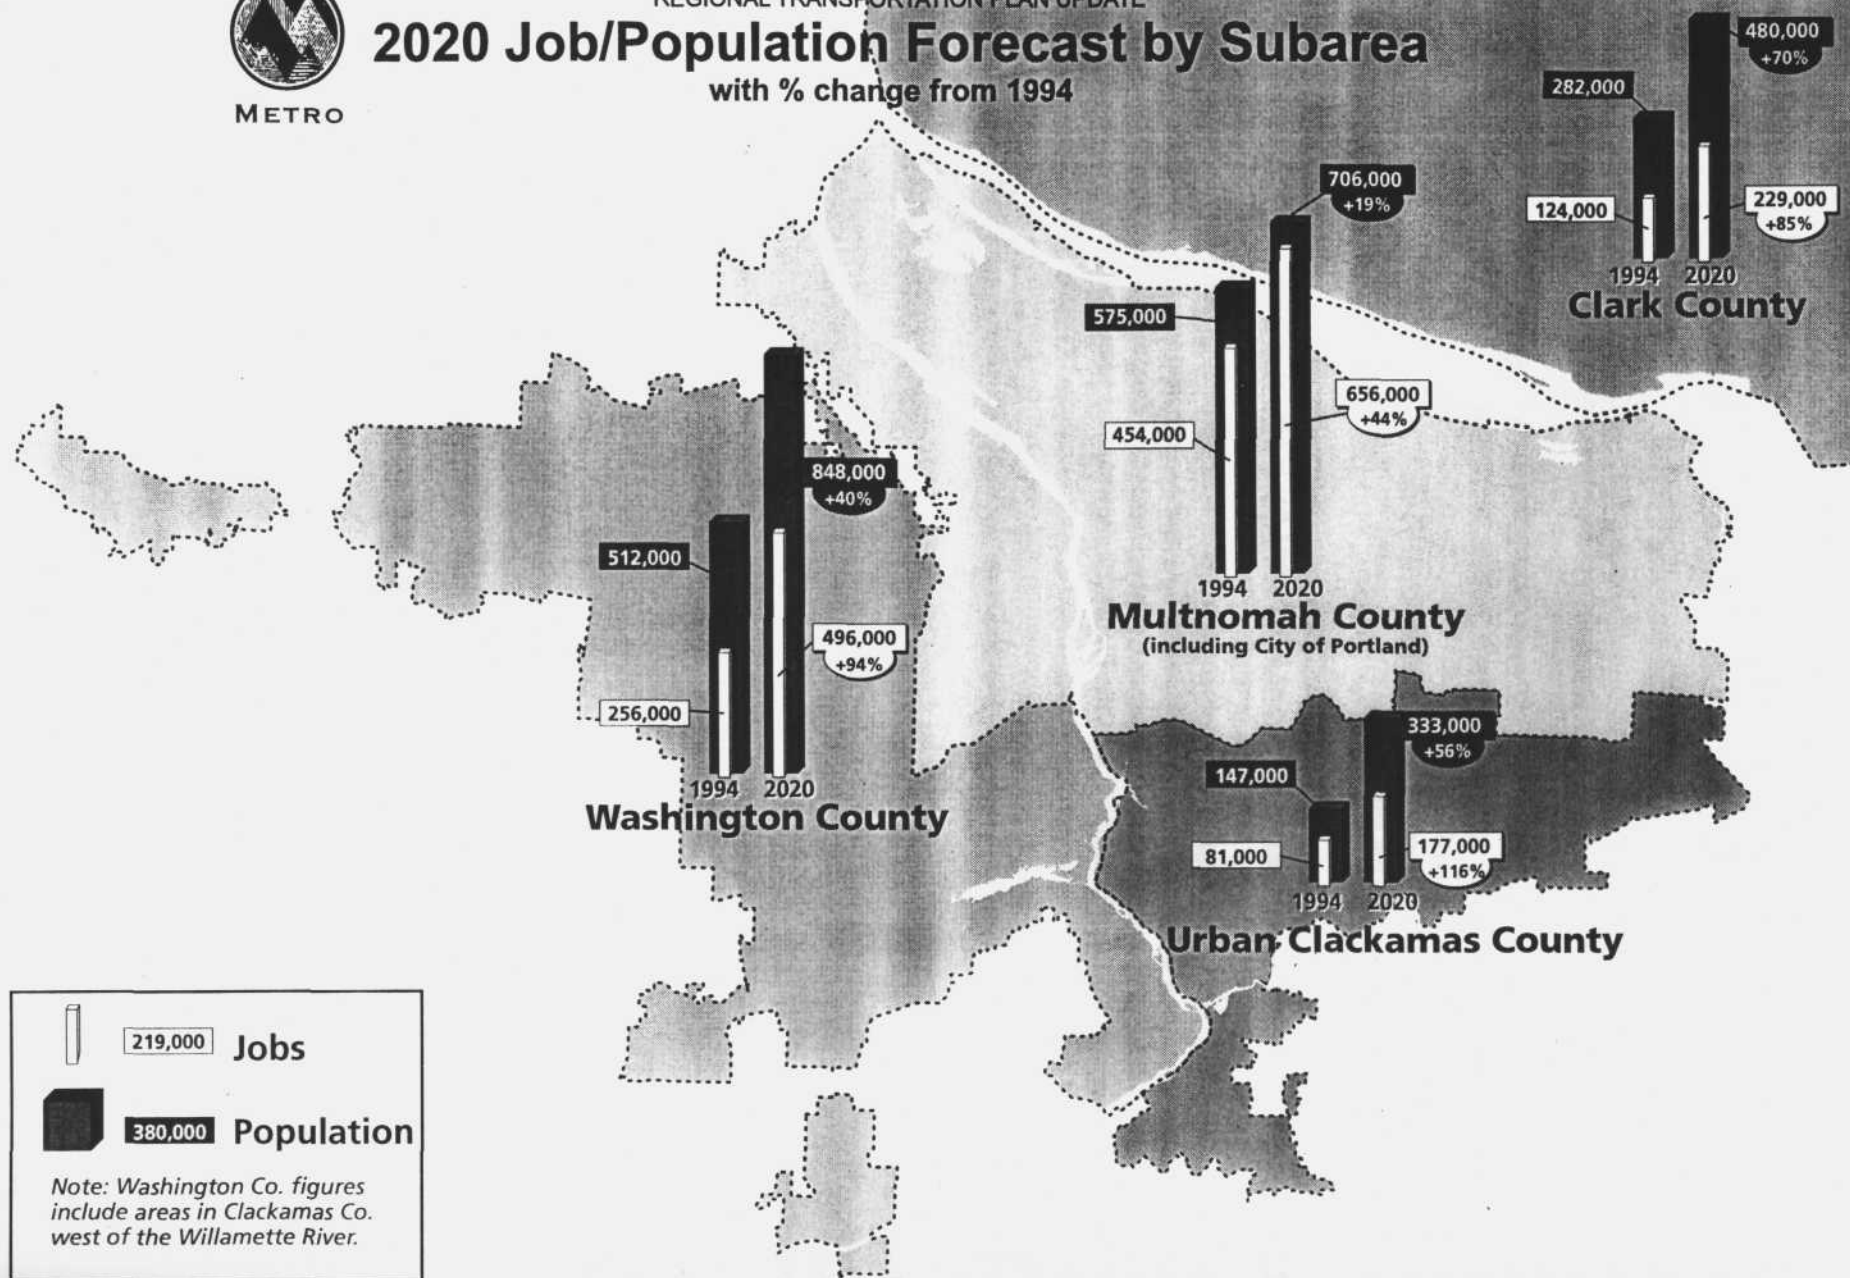 REGIONAL TRANSPORTATION PLAN UPDATE
2020 Job/Population Forecast by Subarea
with % change from 1994
METRO
480,000
+70%
282,000
124,000
229,000
+85%
1994 2020
Clark County
706,000
+19%
575,000
454,000
656,000
+44%
1994 2020
Multnomah County
(including City of Portland)
848,000
+40%
512,000
496,000
+94%
256,000
1994 2020
Washington County
333,000
+56%
147,000
81,000
177,000
+116%
1994 2020
Urban Clackamas County
219,000 Jobs
380,000 Population
Note: Washington Co. figures
include areas in Clackamas Co.
west of the Willamette River.